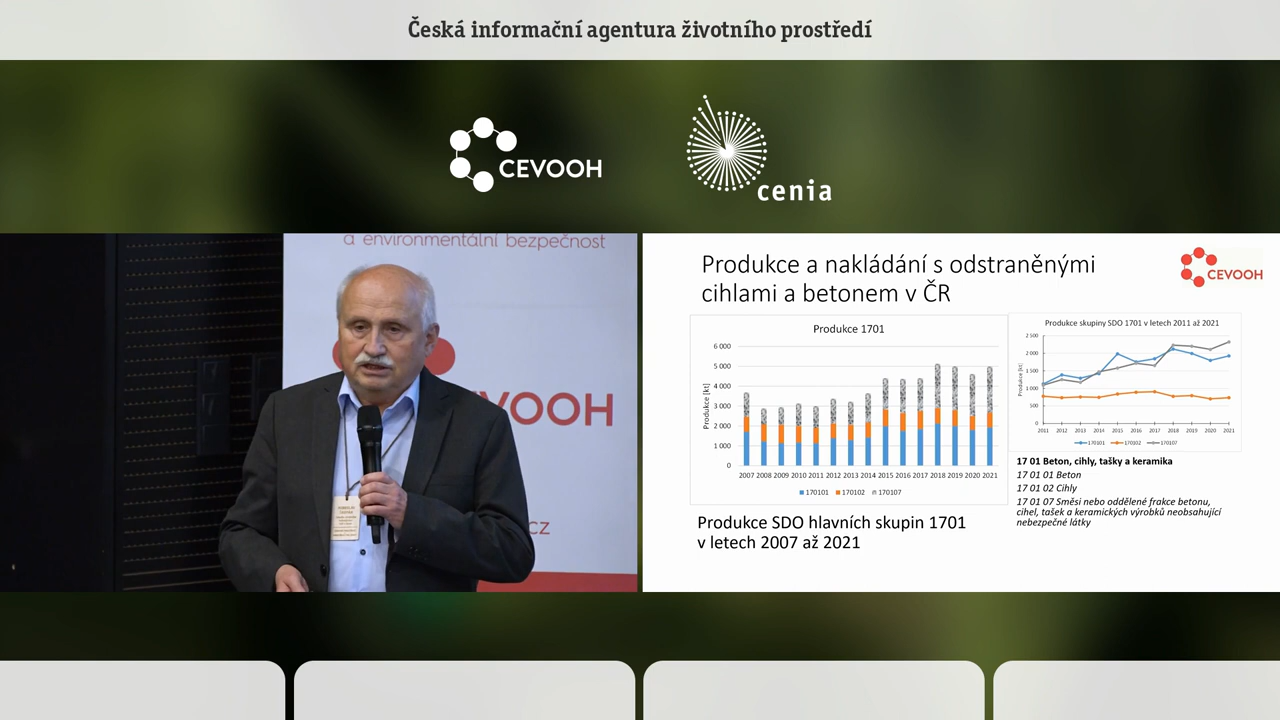 Česká informační agentura životního prostředí
CEVOOH
cenia
a environmentální bezpečnost
VOOH
cz
Produkce a nakládání s odstraněnými
cihlami a betonem v ČR
CEVOOH
Produkce 1701
Produkce [kt]
6 000
5 000
4 000
3 000
2 000
1 000
0
2007 2008 2009 2010 2011 2012 2013 2014 2015 2016 2017 2018 2019 2020 2021
170101 170102 170107
Produkce SDO hlavních skupin 1701
v letech 2007 až 2021
Produkce skupiny SDO 1701 v letech 2011 až 2021
Produkce [kt]
2 500
2 000
1 500
1 000
500
0
2011 2012 2013 2014 2015 2016 2017 2018 2019 2020 2021
170101 170102 170107
17 01 Beton, cihly, tašky a keramika
17 01 01 Beton
17 01 02 Cihly
17 01 07 Směsi nebo oddělené frakce betonu,
cihel, tašek a keramických výrobků neobsahující
nebezpečné látky